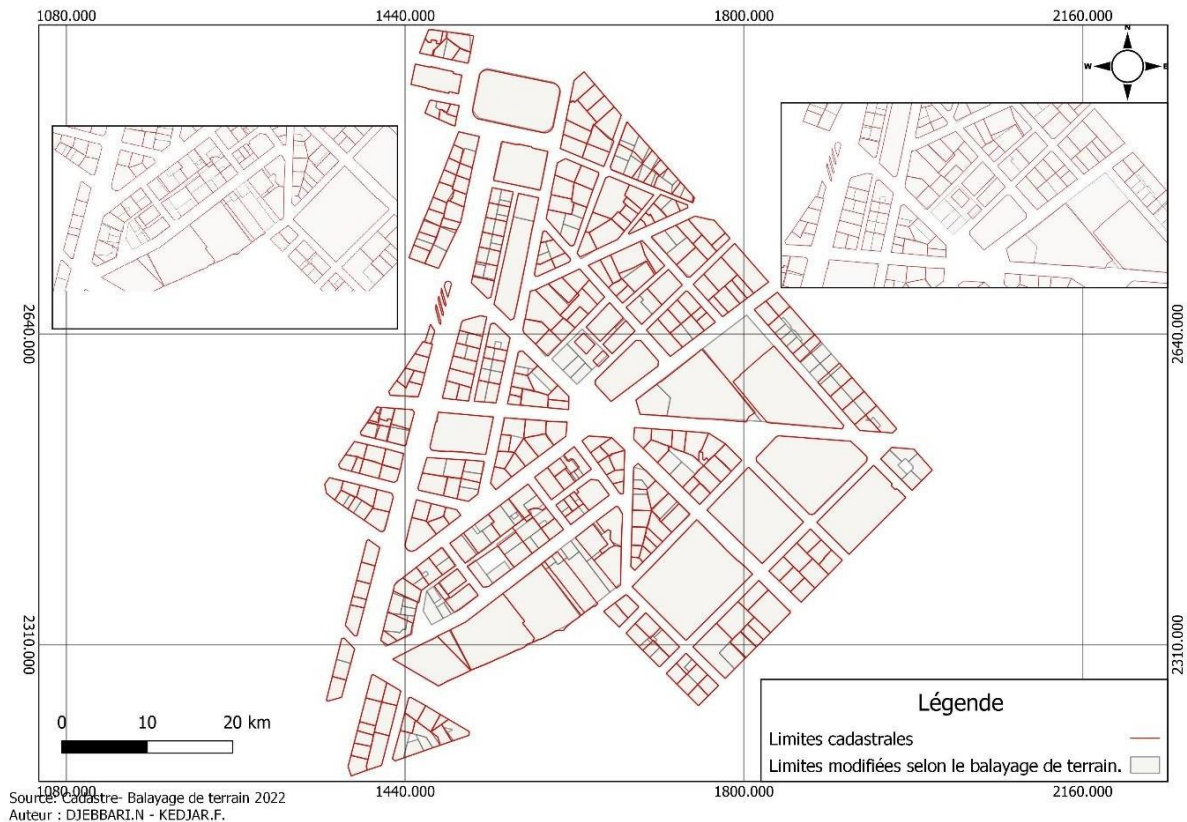 1080.000 1440.000 1800.000 2160.000
N
W E
S
2640.000 2640.000
2310.000 2310.000
0 10 20 km
Légende
Limites cadastrales
Limites modifiées selon le balayage de terrain.
1080.000 1440.000 1800.000 2160.000
Source: Cadastre- Balayage de terrain 2022
Auteur : DJEBBARI.N - KEDJAR.F.